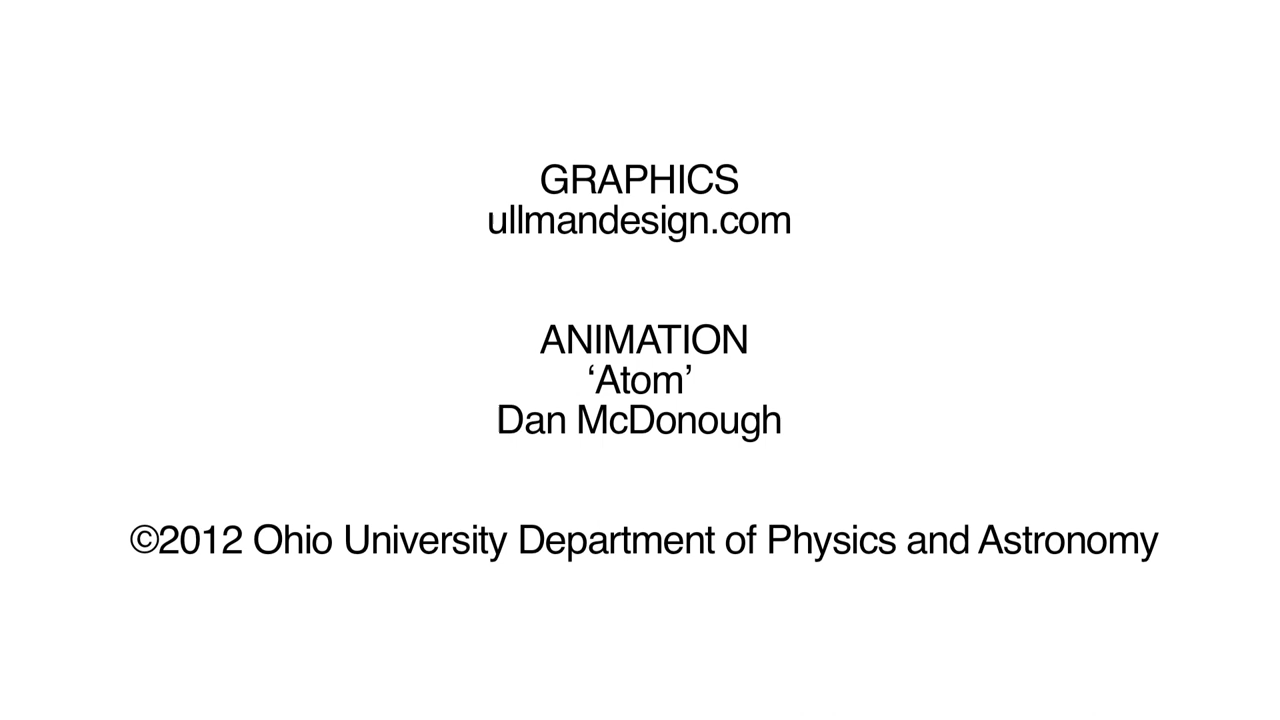 GRAPHICS
ullmandesign.com
ANIMATION
‘Atom’
Dan McDonough
©2012 Ohio University Department of Physics and Astronomy